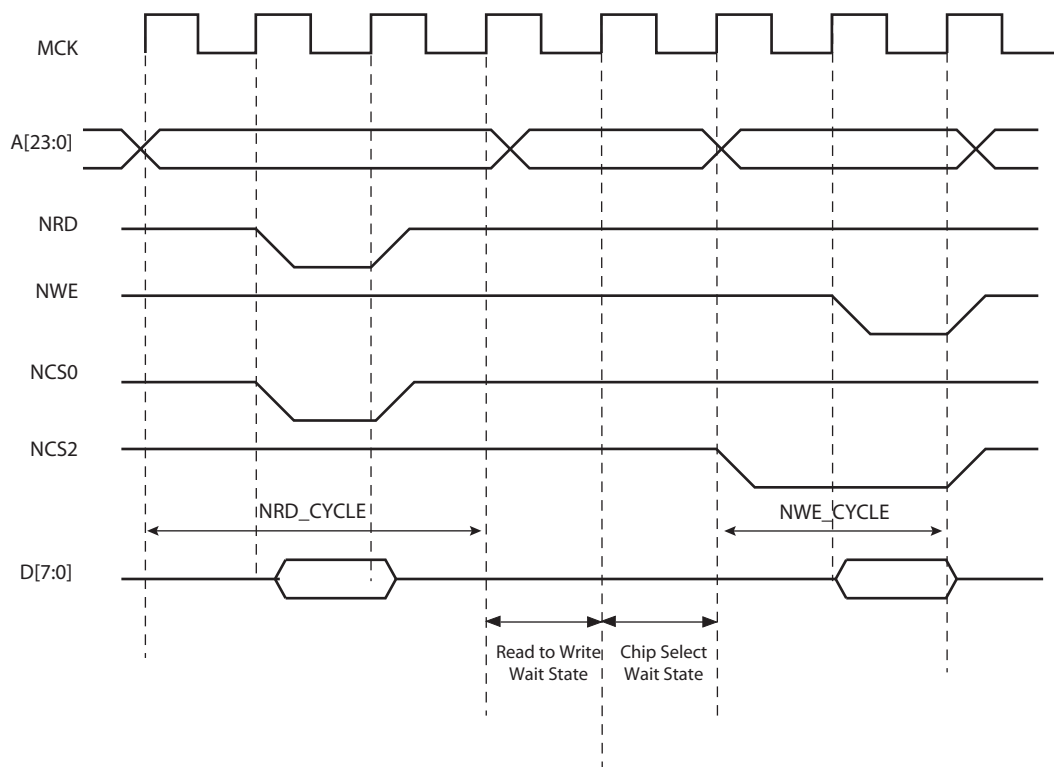 MCK
A[23:0]
NRD
NWE
NCS0
NCS2
NRD_CYCLE
NWE_CYCLE
D[7:0]
Read to Write
Wait State
Chip Select
Wait State